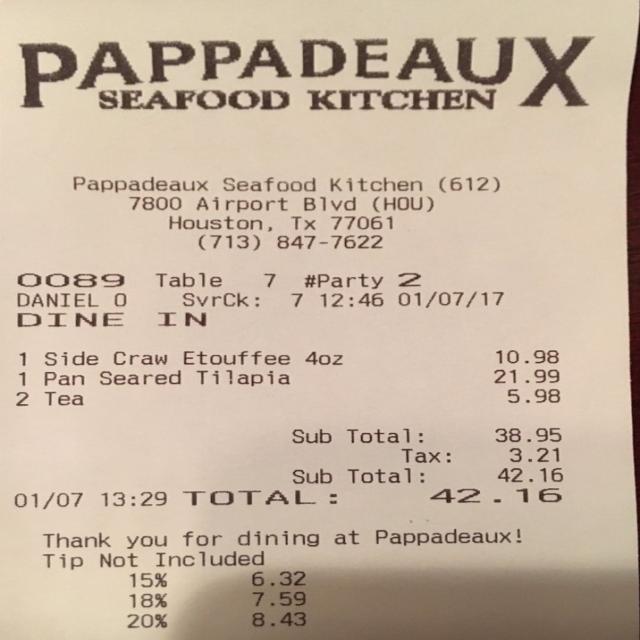 PAPPADEAUX
SEAFOOD KITCHEN
Pappadeaux Seafood Kitchen (612)
7800 Airport Blvd (HOU)
Houston, Tx 77061
(713) 847-7622
0089 Table 7 #Party 2
DANIEL O SvrCk: 7 12:46 01/07/17
DINE IN
1 Side Craw Etouffee 4oz 10.98
1 Pan Seared Tilapia 21.99
2 Tea 5.98
Sub Total: 38.95
Tax: 3.21
Sub Total: 42.16
01/07 13:29 TOTAL: 42.16
Thank you for dining at Pappadeaux!
Tip Not Included
15% 6.32
18% 7.59
20% 8.43